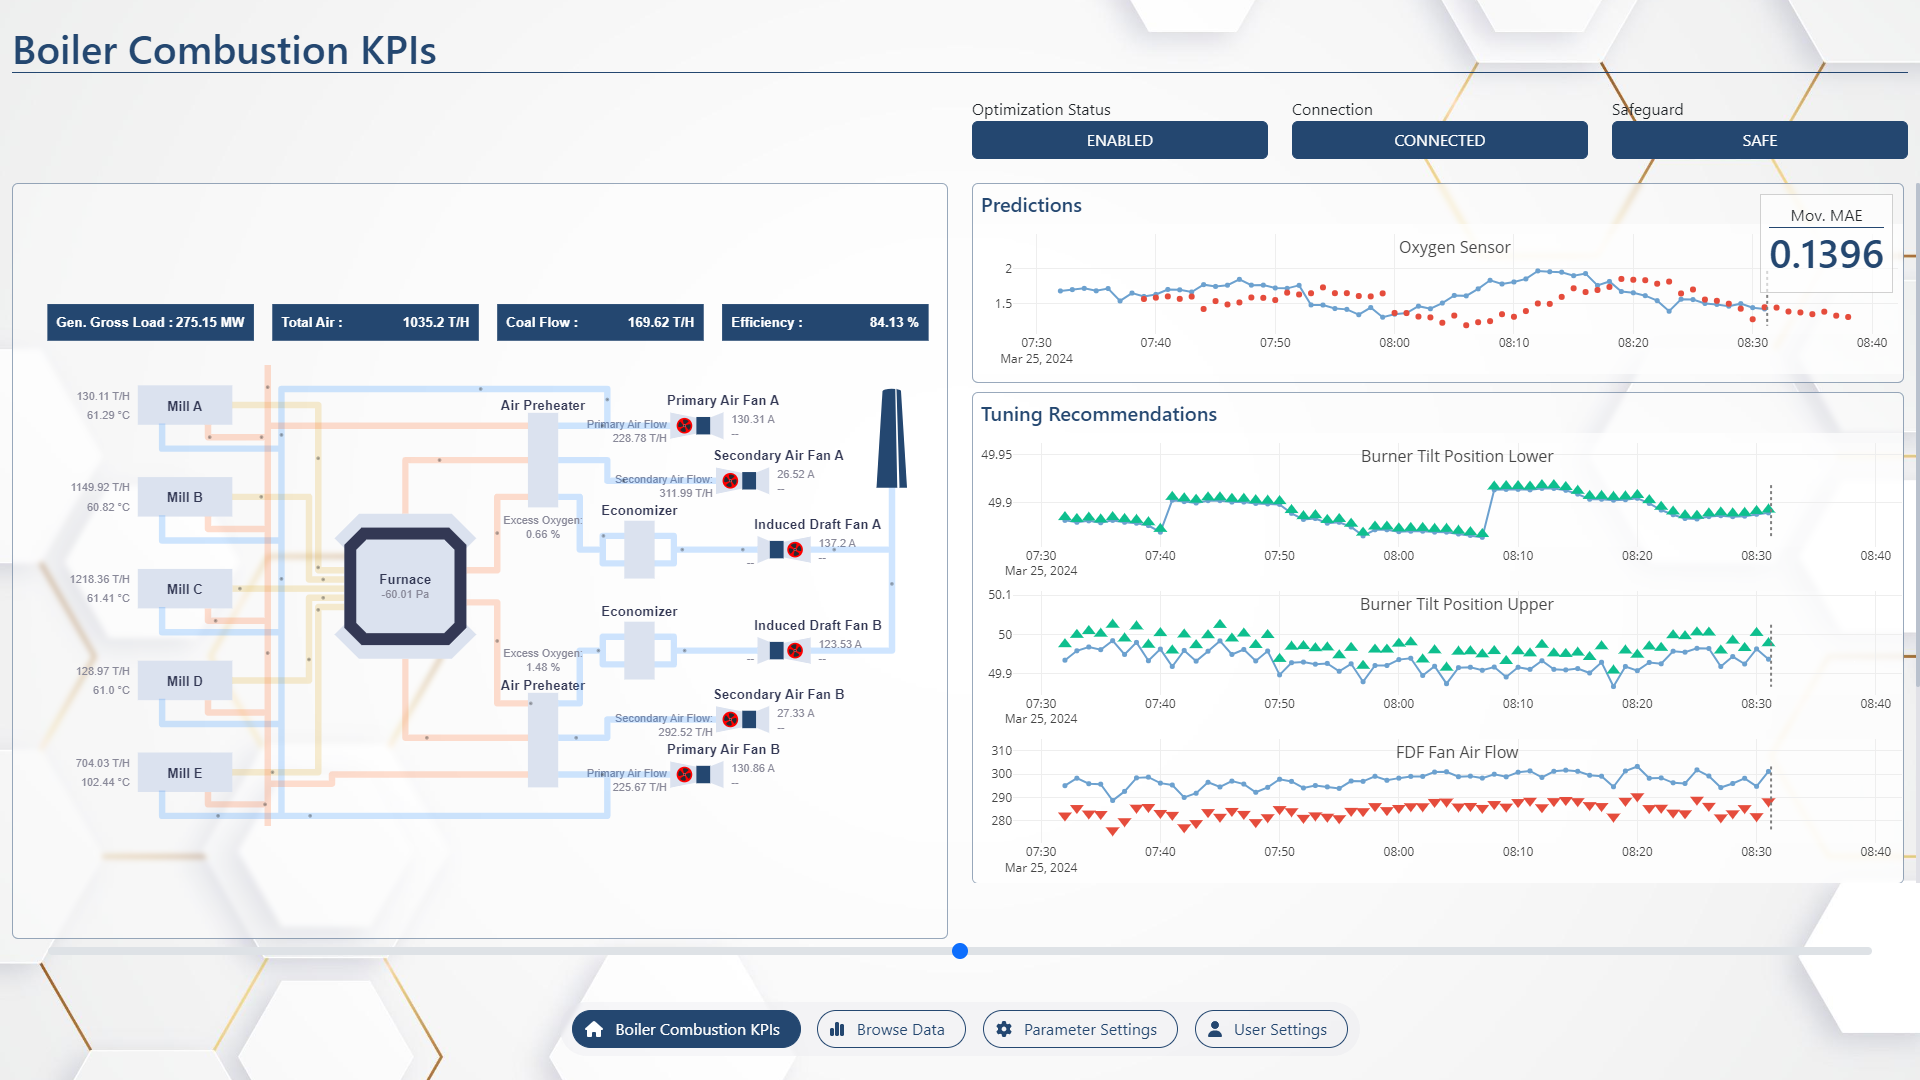 Boiler Combustion KPIs
Optimization Status
ENABLED
Connection
CONNECTED
Safeguard
SAFE
Gen. Gross Load : 275.15 MW
Total Air : 1035.2 T/H
Coal Flow : 169.62 T/H
Efficiency : 84.13 %
130.11 T/H
61.29 °C
Mill A
1149.92 T/H
60.82 °C
Mill B
1218.36 T/H
61.41 °C
Mill C
128.97 T/H
61.0 °C
Mill D
704.03 T/H
102.44 °C
Mill E
Furnace
-60.01 Pa
Air Preheater
Primary Air Flow
228.78 T/H
Primary Air Fan A
130.31 A
--
Secondary Air Fan A
Secondary Air Flow:
311.99 T/H
26.52 A
--
Excess Oxygen:
0.66 %
Economizer
Induced Draft Fan A
137.2 A
--
--
Economizer
Induced Draft Fan B
123.53 A
--
--
Excess Oxygen:
1.48 %
Air Preheater
Secondary Air Fan B
Secondary Air Flow:
292.52 T/H
27.33 A
--
Primary Air Fan B
Primary Air Flow
225.67 T/H
130.86 A
--
Predictions
Mov. MAE
0.1396
Oxygen Sensor
2
1.5
07:30 07:40 07:50 08:00 08:10 08:20 08:30 08:40
Mar 25, 2024
Tuning Recommendations
Burner Tilt Position Lower
49.95
49.9
07:30 07:40 07:50 08:00 08:10 08:20 08:30 08:40
Mar 25, 2024
Burner Tilt Position Upper
50.1
50
49.9
07:30 07:40 07:50 08:00 08:10 08:20 08:30 08:40
Mar 25, 2024
FDF Fan Air Flow
310
300
290
280
07:30 07:40 07:50 08:00 08:10 08:20 08:30 08:40
Mar 25, 2024
Boiler Combustion KPIs
Browse Data
Parameter Settings
User Settings